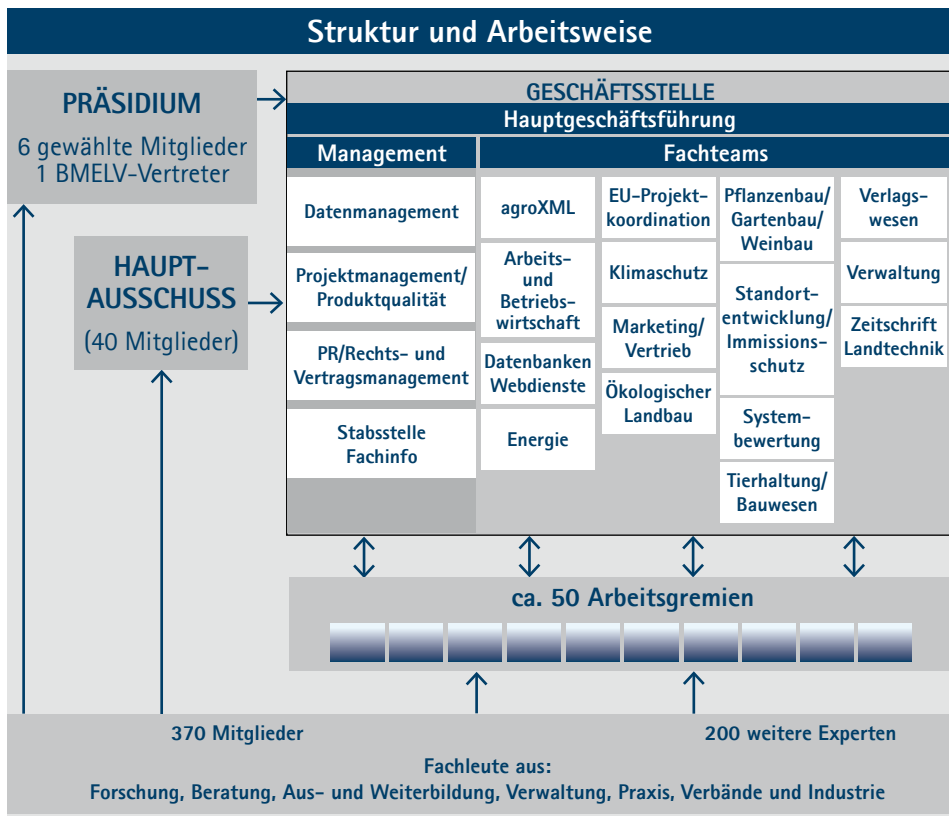 Struktur und Arbeitsweise
PRÄSIDIUM
6 gewählte Mitglieder
1 BMELV-Vertreter
HAUPT-
AUSSCHUSS
(40 Mitglieder)
GESCHÄFTSSTELLE
Hauptgeschäftsführung
Management
Datenmanagement
Projektmanagement/
Produktqualität
PR/Rechts- und
Vertragsmanagement
Stabsstelle
Fachinfo
Fachteams
agroXML
Arbeits-
und
Betriebs-
wirtschaft
Datenbanken
Webdienste
Energie
EU-Projekt-
koordination
Klimaschutz
Marketing/
Vertrieb
Ökologischer
Landbau
Pflanzenbau/
Gartenbau/
Weinbau
Standort-
entwicklung/
Immissions-
schutz
System-
bewertung
Tierhaltung/
Bauwesen
Verlags-
wesen
Verwaltung
Zeitschrift
Landtechnik
ca. 50 Arbeitsgremien
370 Mitglieder
200 weitere Experten
Fachleute aus:
Forschung, Beratung, Aus- und Weiterbildung, Verwaltung, Praxis, Verbände und Industrie